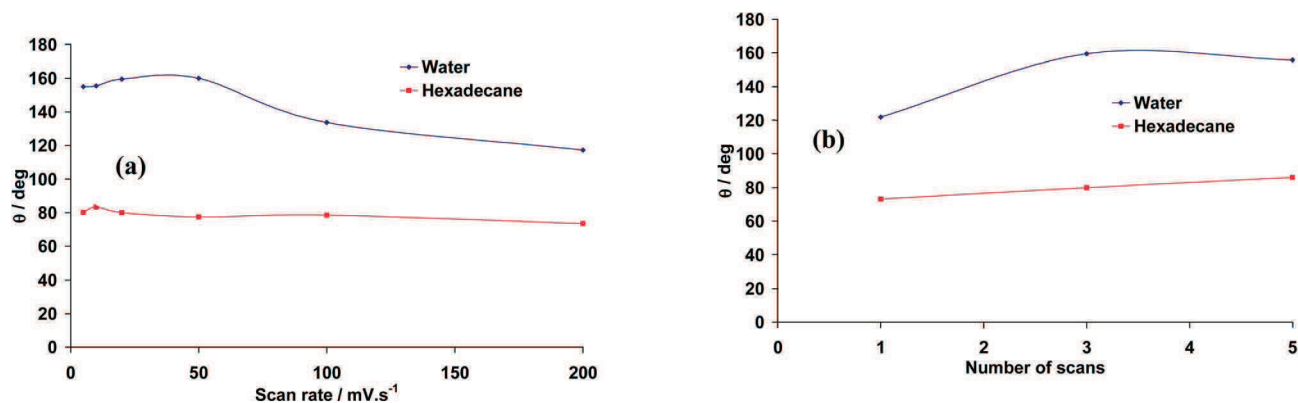 180
160
140
120
100
80
60
40
20
0
θ / deg
Water
Hexadecane
(a)
0 50 100 150 200
Scan rate / mV.s⁻¹
180
160
140
120
100
80
60
40
20
0
θ / deg
Water
Hexadecane
(b)
0 1 2 3 4 5
Number of scans